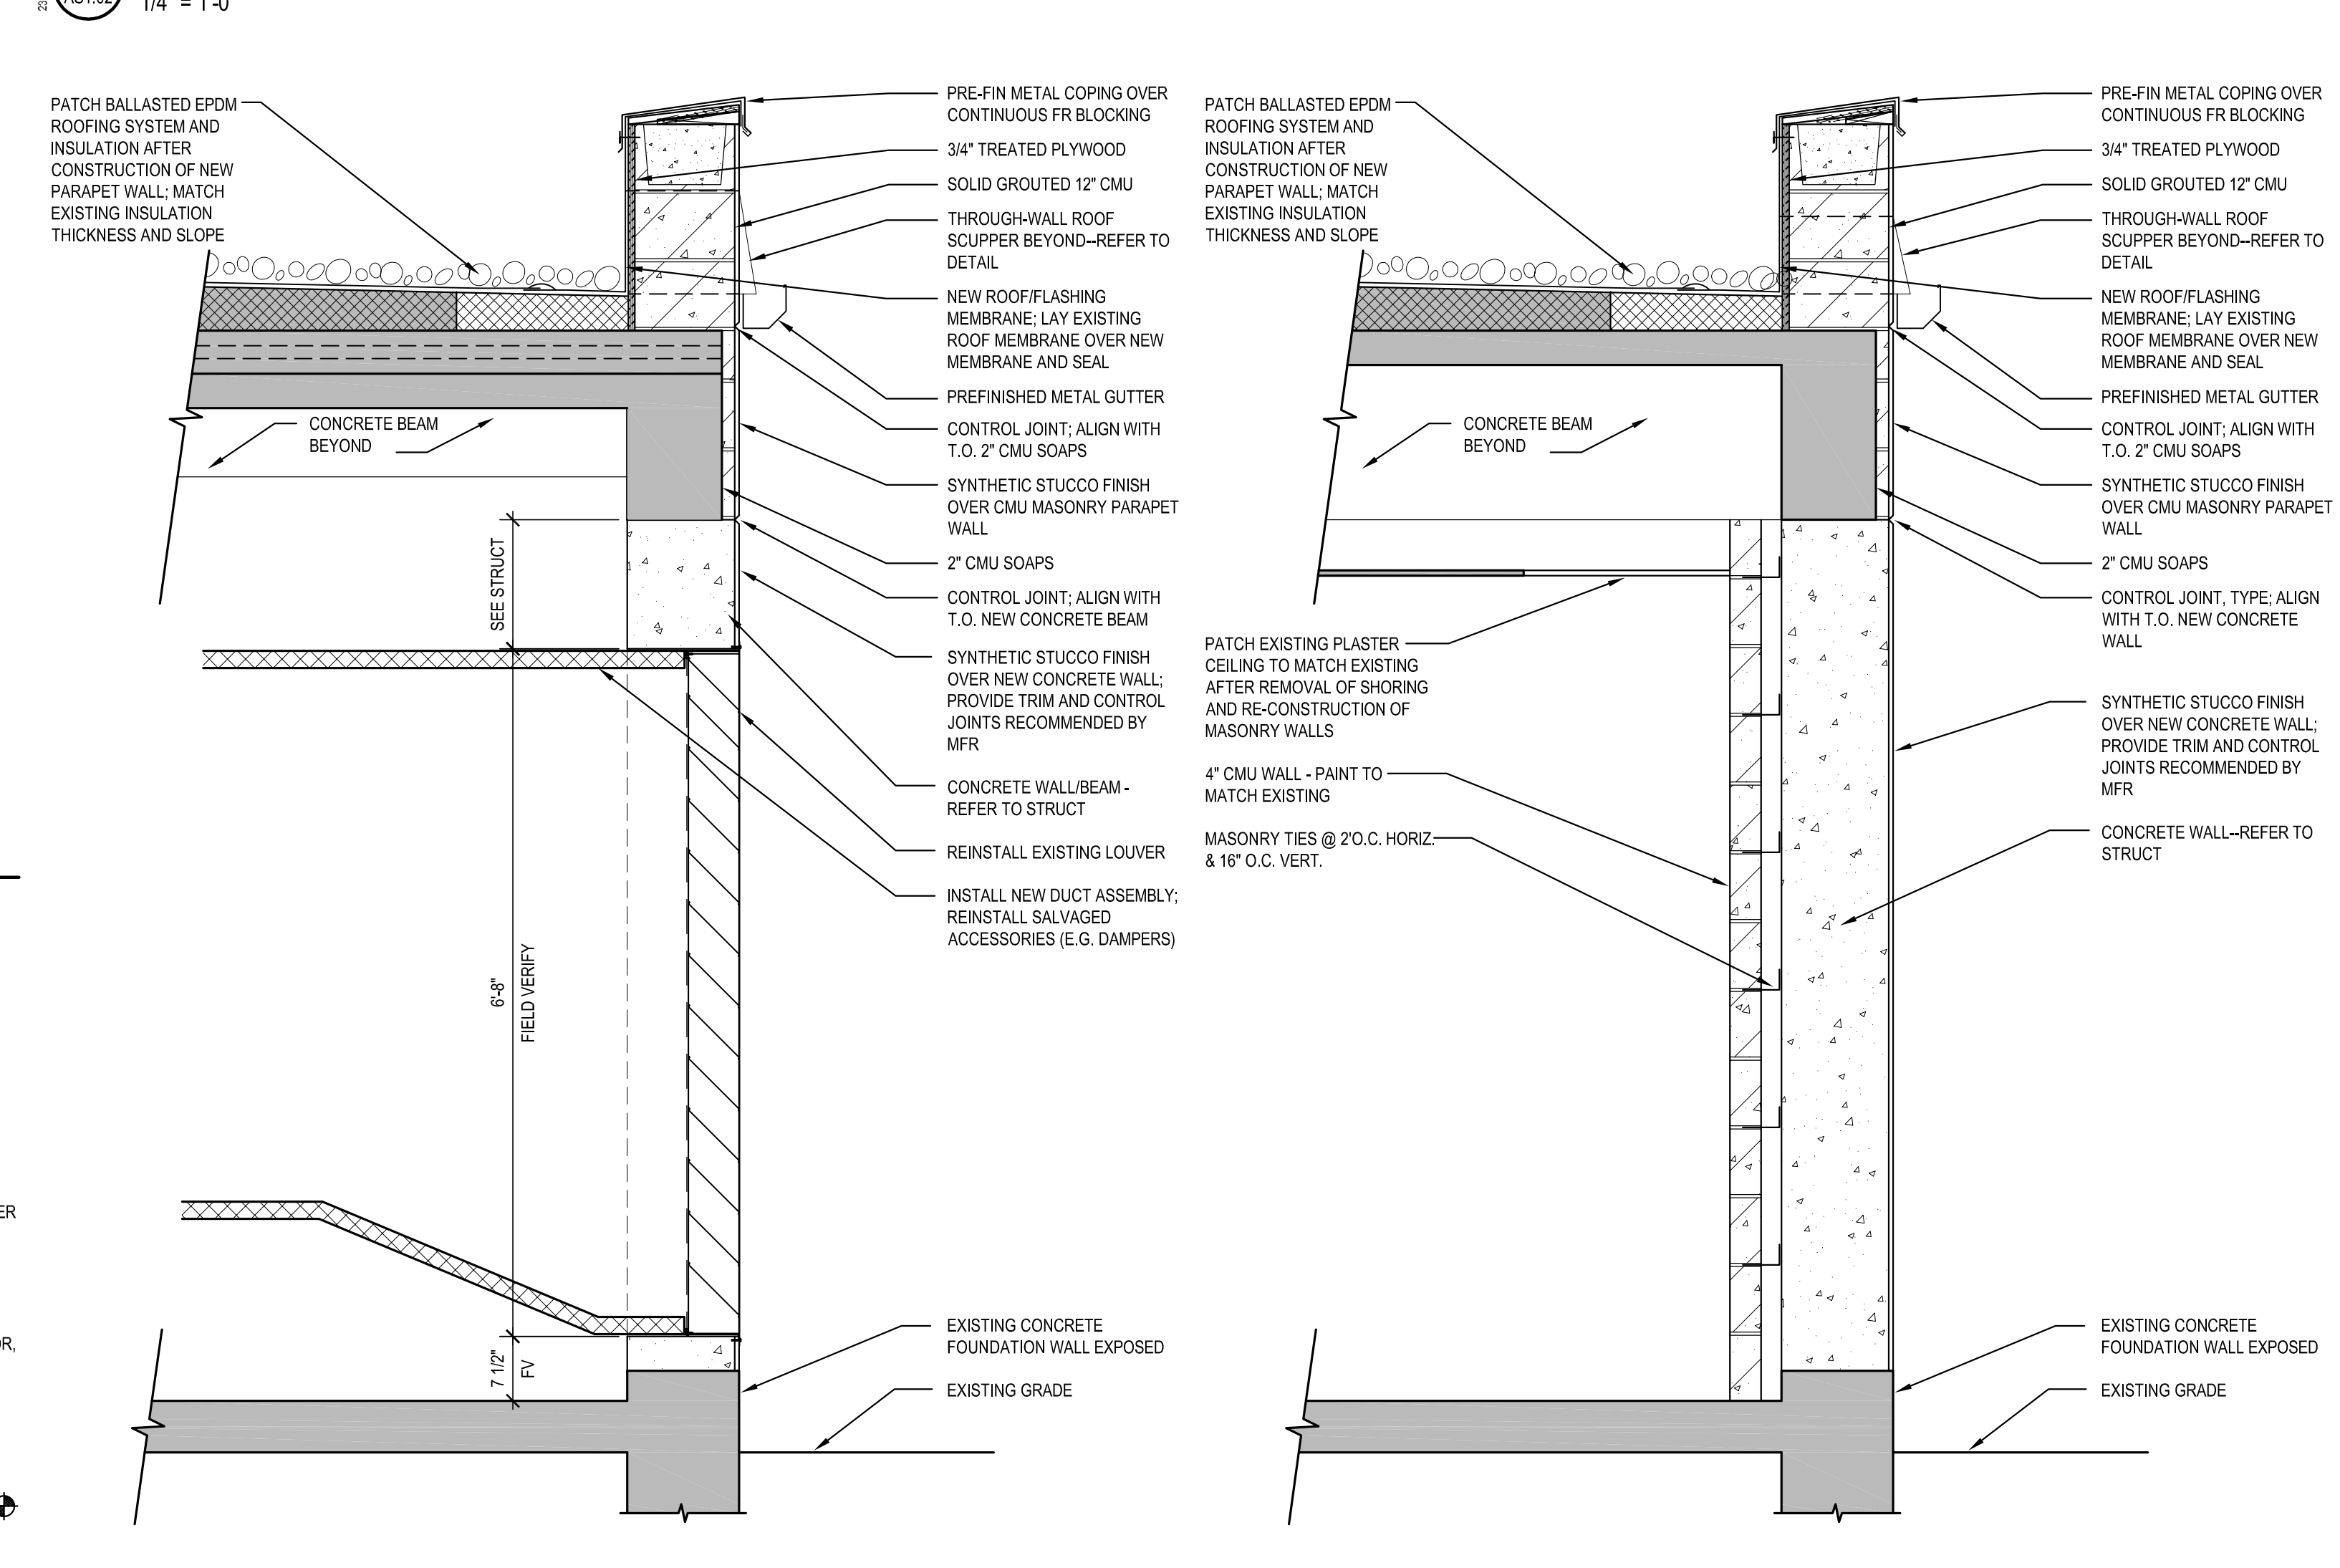 1/4" = 1'-0
PATCH BALLASTED EPDM
ROOFING SYSTEM AND
INSULATION AFTER
CONSTRUCTION OF NEW
PARAPET WALL; MATCH
EXISTING INSULATION
THICKNESS AND SLOPE
CONCRETE BEAM
BEYOND
SEE STRUCT
6'-8"
FIELD VERIFY
7 1/2"
FV
PRE-FIN METAL COPING OVER
CONTINUOUS FR BLOCKING
3/4" TREATED PLYWOOD
SOLID GROUTED 12" CMU
THROUGH-WALL ROOF
SCUPPER BEYOND--REFER TO
DETAIL
NEW ROOF/FLASHING
MEMBRANE; LAY EXISTING
ROOF MEMBRANE OVER NEW
MEMBRANE AND SEAL
PREFINISHED METAL GUTTER
CONTROL JOINT; ALIGN WITH
T.O. 2" CMU SOAPS
SYNTHETIC STUCCO FINISH
OVER CMU MASONRY PARAPET
WALL
2" CMU SOAPS
CONTROL JOINT; ALIGN WITH
T.O. NEW CONCRETE BEAM
SYNTHETIC STUCCO FINISH
OVER NEW CONCRETE WALL;
PROVIDE TRIM AND CONTROL
JOINTS RECOMMENDED BY
MFR
CONCRETE WALL/BEAM -
REFER TO STRUCT
REINSTALL EXISTING LOUVER
INSTALL NEW DUCT ASSEMBLY;
REINSTALL SALVAGED
ACCESSORIES (E.G. DAMPERS)
EXISTING CONCRETE
FOUNDATION WALL EXPOSED
EXISTING GRADE
PATCH BALLASTED EPDM
ROOFING SYSTEM AND
INSULATION AFTER
CONSTRUCTION OF NEW
PARAPET WALL; MATCH
EXISTING INSULATION
THICKNESS AND SLOPE
CONCRETE BEAM
BEYOND
PATCH EXISTING PLASTER
CEILING TO MATCH EXISTING
AFTER REMOVAL OF SHORING
AND RE-CONSTRUCTION OF
MASONRY WALLS
4" CMU WALL - PAINT TO
MATCH EXISTING
MASONRY TIES @ 2'O.C. HORIZ.
& 16" O.C. VERT.
PRE-FIN METAL COPING OVER
CONTINUOUS FR BLOCKING
3/4" TREATED PLYWOOD
SOLID GROUTED 12" CMU
THROUGH-WALL ROOF
SCUPPER BEYOND--REFER TO
DETAIL
NEW ROOF/FLASHING
MEMBRANE; LAY EXISTING
ROOF MEMBRANE OVER NEW
MEMBRANE AND SEAL
PREFINISHED METAL GUTTER
CONTROL JOINT; ALIGN WITH
T.O. 2" CMU SOAPS
SYNTHETIC STUCCO FINISH
OVER CMU MASONRY PARAPET
WALL
2" CMU SOAPS
CONTROL JOINT, TYPE; ALIGN
WITH T.O. NEW CONCRETE
WALL
SYNTHETIC STUCCO FINISH
OVER NEW CONCRETE WALL;
PROVIDE TRIM AND CONTROL
JOINTS RECOMMENDED BY
MFR
CONCRETE WALL--REFER TO
STRUCT
EXISTING CONCRETE
FOUNDATION WALL EXPOSED
EXISTING GRADE